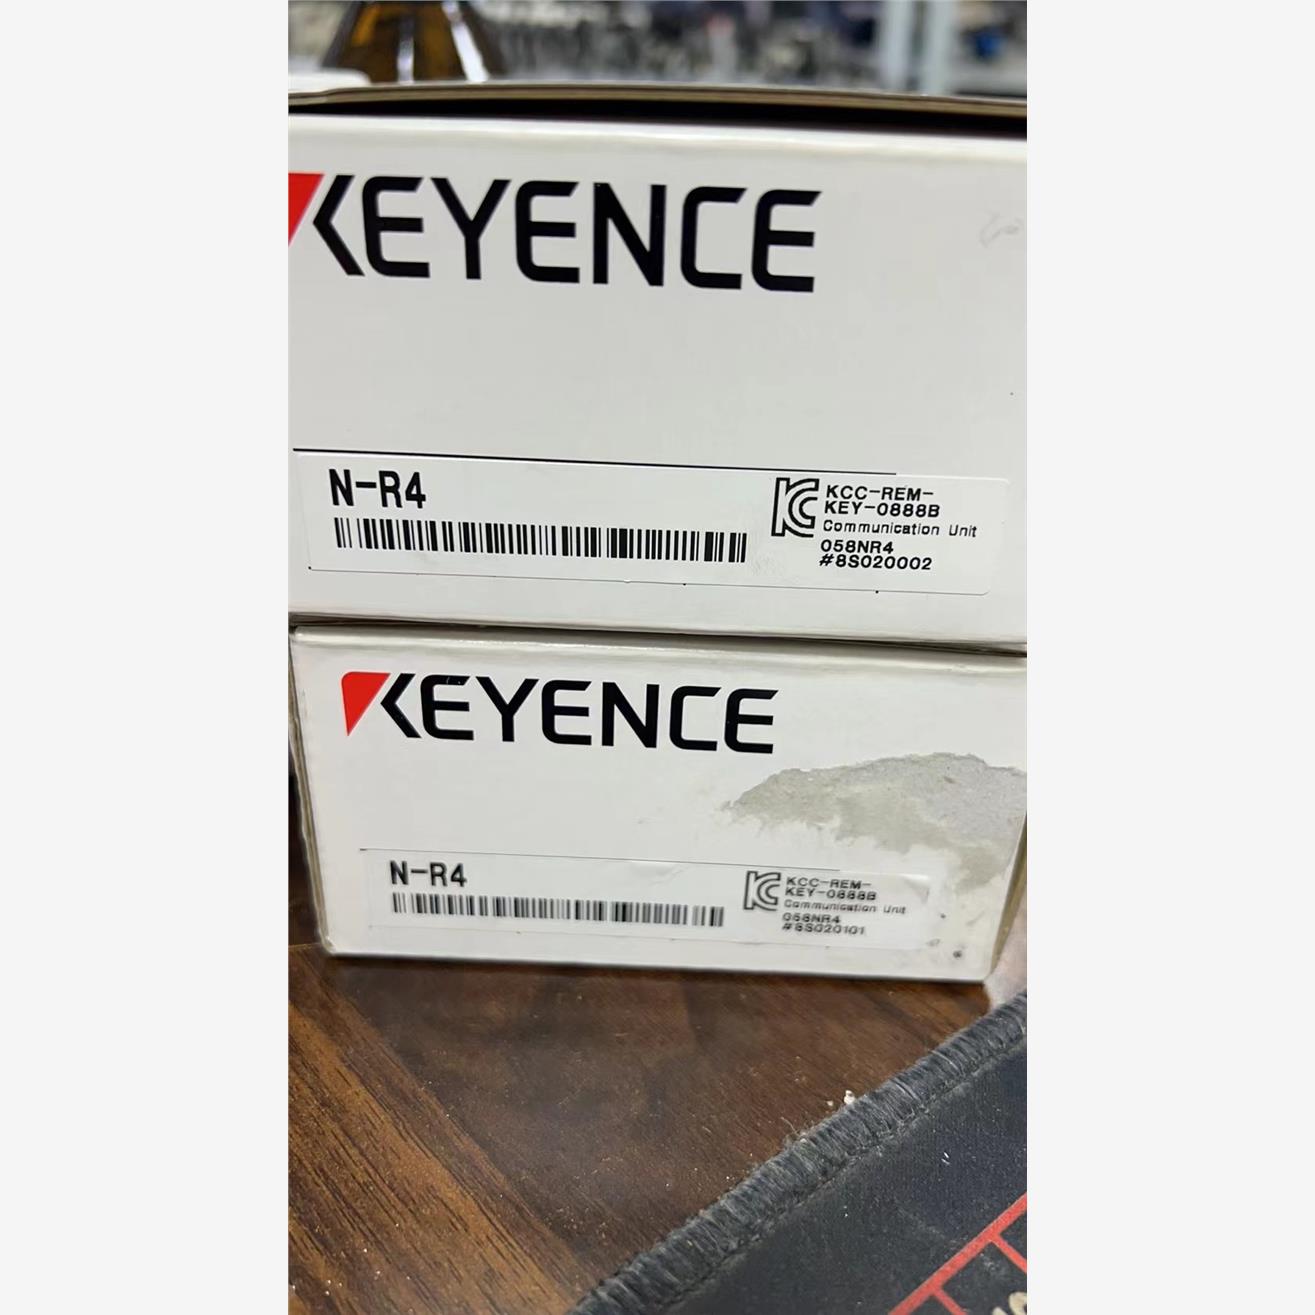 KEYENCE
N-R4
KCC-REM-
KEY-0888B
Communication Unit
058NR4
#8S020002
KEYENCE
N-R4
KCC-REM-
KEY-0888B
Communication Unit
058NR4
#8S020101